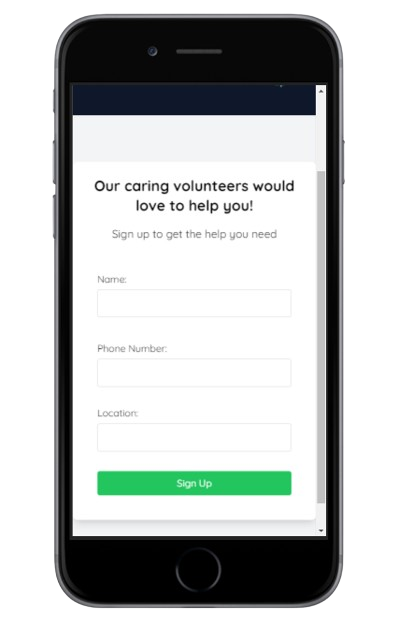 Our caring volunteers would
love to help you!
Sign up to get the help you need
Name:
Phone Number:
Location:
Sign Up